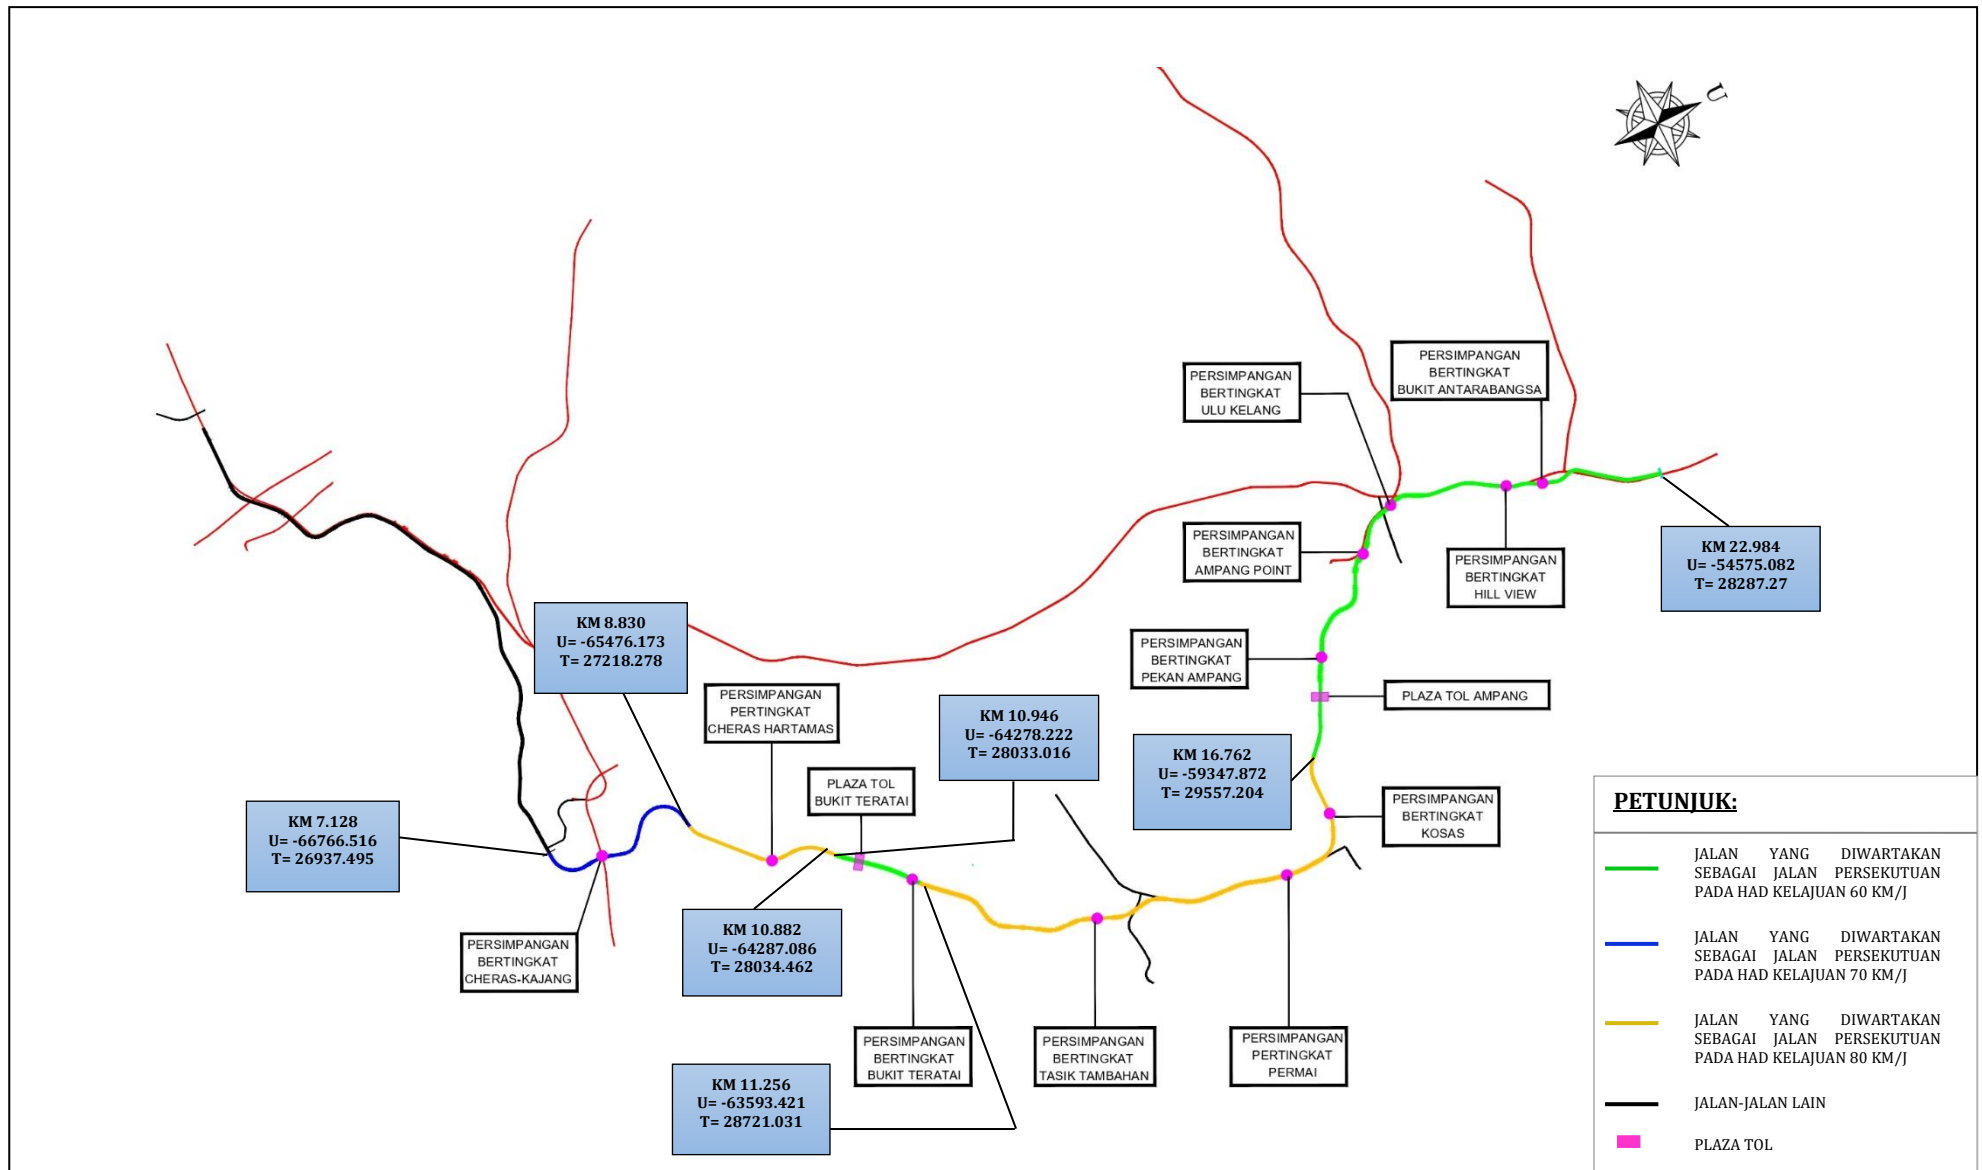 U
PERSIMPANGAN
BERTINGKAT
BUKIT ANTARABANGSA
PERSIMPANGAN
BERTINGKAT
ULU KELANG
PERSIMPANGAN
BERTINGKAT
AMPANG POINT
PERSIMPANGAN
BERTINGKAT
HILL VIEW
KM 22.984
U= -54575.082
T= 28287.27
KM 8.830
U= -65476.173
T= 27218.278
PERSIMPANGAN
BERTINGKAT
PEKAN AMPANG
PLAZA TOL AMPANG
PERSIMPANGAN
PERTINGKAT
CHERAS HARTAMAS
KM 10.946
U= -64278.222
T= 28033.016
KM 16.762
U= -59347.872
T= 29557.204
PLAZA TOL
BUKIT TERATAI
PERSIMPANGAN
BERTINGKAT
KOSAS
KM 7.128
U= -66766.516
T= 26937.495
KM 10.882
U= -64287.086
T= 28034.462
PERSIMPANGAN
BERTINGKAT
CHERAS-KAJANG
PERSIMPANGAN
BERTINGKAT
BUKIT TERATAI
PERSIMPANGAN
BERTINGKAT
TASIK TAMBAHAN
PERSIMPANGAN
PERTINGKAT
PERMAI
KM 11.256
U= -63593.421
T= 28721.031
PETUNJUK:
JALAN YANG DIWARTAKAN
SEBAGAI JALAN PERSEKUTUAN
PADA HAD KELAJUAN 60 KM/J
JALAN YANG DIWARTAKAN
SEBAGAI JALAN PERSEKUTUAN
PADA HAD KELAJUAN 70 KM/J
JALAN YANG DIWARTAKAN
SEBAGAI JALAN PERSEKUTUAN
PADA HAD KELAJUAN 80 KM/J
JALAN-JALAN LAIN
PLAZA TOL